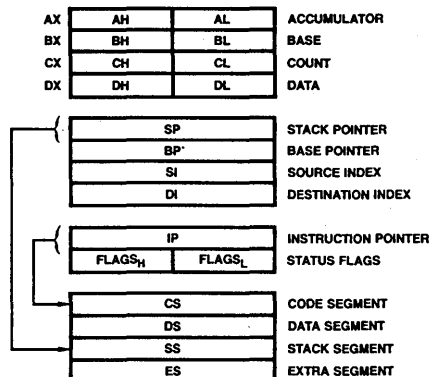 AX AH AL ACCUMULATOR
BX BH BL BASE
CX CH CL COUNT
DX DH DL DATA
SP STACK POINTER
BP* BASE POINTER
SI SOURCE INDEX
DI DESTINATION INDEX
IP INSTRUCTION POINTER
FLAGSH FLAGSL STATUS FLAGS
CS CODE SEGMENT
DS DATA SEGMENT
SS STACK SEGMENT
ES EXTRA SEGMENT